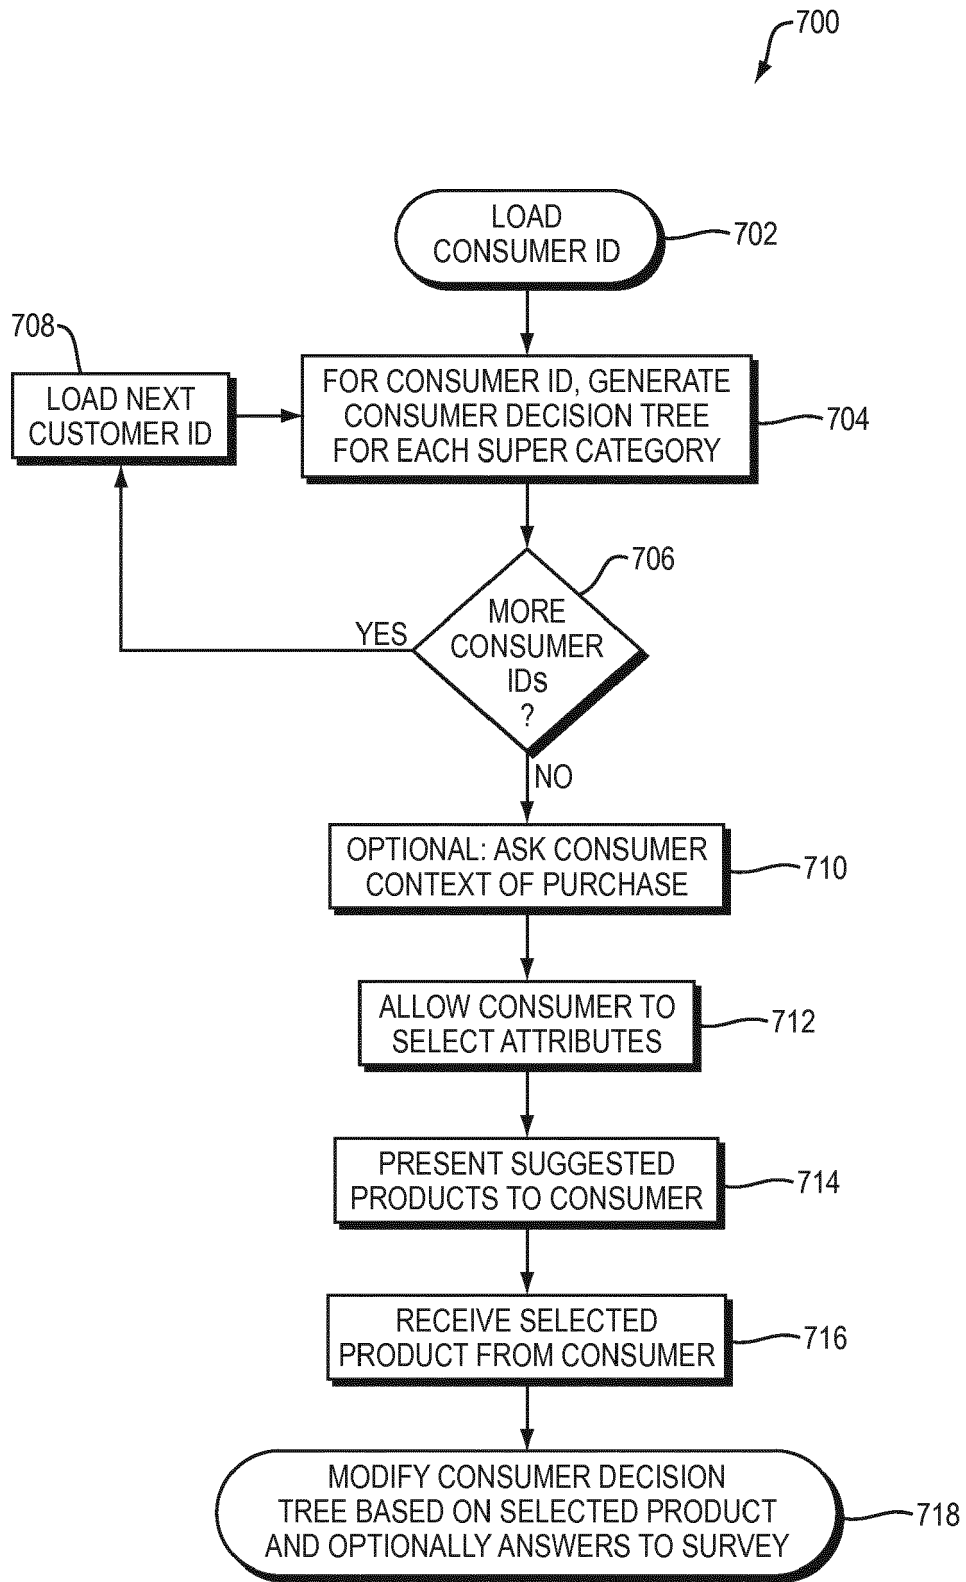 700
LOAD
CONSUMER ID
702
708
LOAD NEXT
CUSTOMER ID
FOR CONSUMER ID, GENERATE
CONSUMER DECISION TREE
FOR EACH SUPER CATEGORY
704
706
MORE
CONSUMER
IDs
?
YES
NO
OPTIONAL: ASK CONSUMER
CONTEXT OF PURCHASE
710
ALLOW CONSUMER TO
SELECT ATTRIBUTES
712
PRESENT SUGGESTED
PRODUCTS TO CONSUMER
714
RECEIVE SELECTED
PRODUCT FROM CONSUMER
716
MODIFY CONSUMER DECISION
TREE BASED ON SELECTED PRODUCT
AND OPTIONALLY ANSWERS TO SURVEY
718